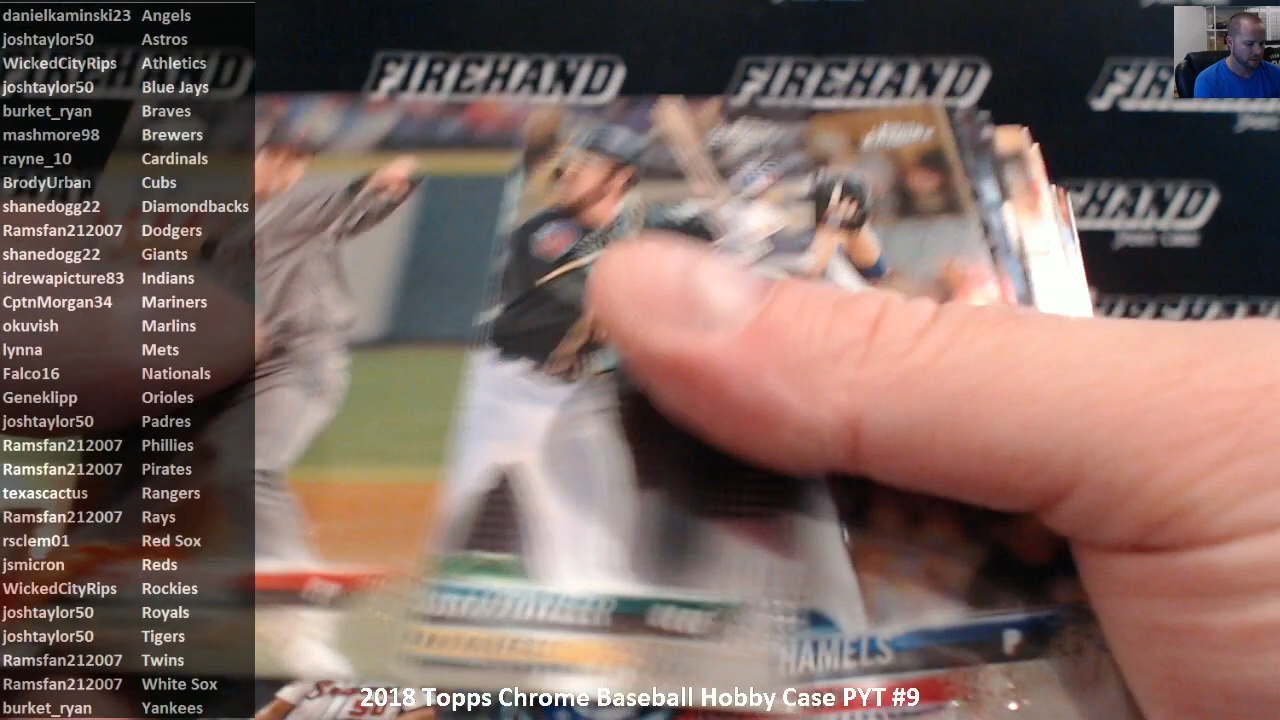 danielkaminski23 Angels
joshtaylor50 Astros
WickedCityRips Athletics
joshtaylor50 Blue Jays
burket_ryan Braves
mashmore98 Brewers
rayne_10 Cardinals
BrodyUrban Cubs
shanedogg22 Diamondbacks
Ramsfan212007 Dodgers
shanedogg22 Giants
idrewapicture83 Indians
CptnMorgan34 Mariners
okuvish Marlins
lynna Mets
Falco16 Nationals
Geneklipp Orioles
joshtaylor50 Padres
Ramsfan212007 Phillies
Ramsfan212007 Pirates
texascactus Rangers
Ramsfan212007 Rays
rsclem01 Red Sox
jsmicron Reds
WickedCityRips Rockies
joshtaylor50 Royals
joshtaylor50 Tigers
Ramsfan212007 Twins
Ramsfan212007 White Sox
burket_ryan Yankees
FIREHAND
FIREHAND
FIREHAND
HAND
HAMELS P
2018 Topps Chrome Baseball Hobby Case PYT #9